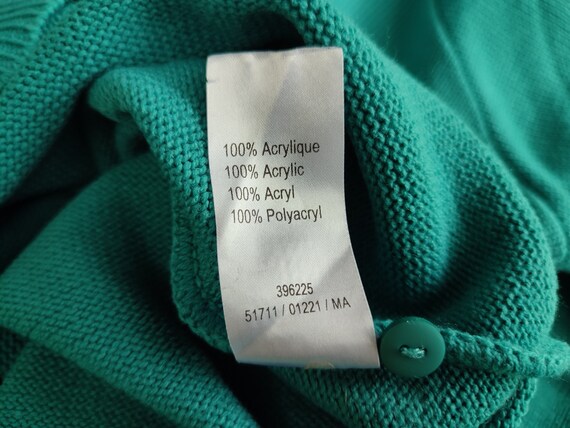 100% Acrylique
100% Acrylic
100% Acryl
100% Polyacryl
396225
51711 / 01221 / MA